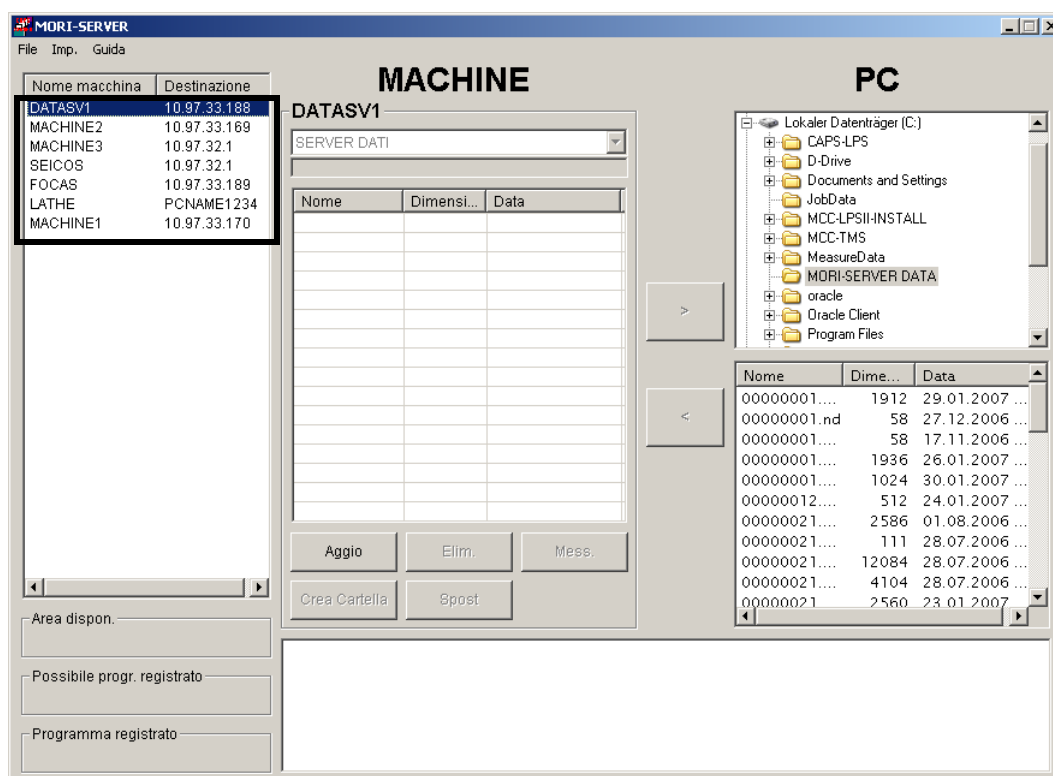 MORI-SERVER
File Imp. Guida
MACHINE
PC
Nome macchina Destinazione
DATASV1 10.97.33.188
MACHINE2 10.97.33.169
MACHINE3 10.97.32.1
SEICOS 10.97.32.1
FOCAS 10.97.33.189
LATHE PCNAME1234
MACHINE1 10.97.33.170
Area dispon.
Possibile progr. registrato
Programma registrato
DATASV1
SERVER DATI
Nome Dimensi... Data
Aggio Elim. Mess.
Crea Cartella Spost
>
<
Lokaler Datenträger (C:)
CAPS-LPS
D-Drive
Documents and Settings
JobData
MCC-LPSII-INSTALL
MCC-TMS
MeasureData
MORI-SERVER DATA
oracle
Oracle Client
Program Files
Nome Dime... Data
00000001.... 1912 29.01.2007 ...
00000001.nd 58 27.12.2006 ...
00000001.... 58 17.11.2006 ...
00000001.... 1936 26.01.2007 ...
00000001.... 1024 30.01.2007 ...
00000012.... 512 24.01.2007 ...
00000021.... 2586 01.08.2006 ...
00000021.... 111 28.07.2006 ...
00000021.... 12084 28.07.2006 ...
00000021.... 4104 28.07.2006 ...
00000021 2560 23.01.2007